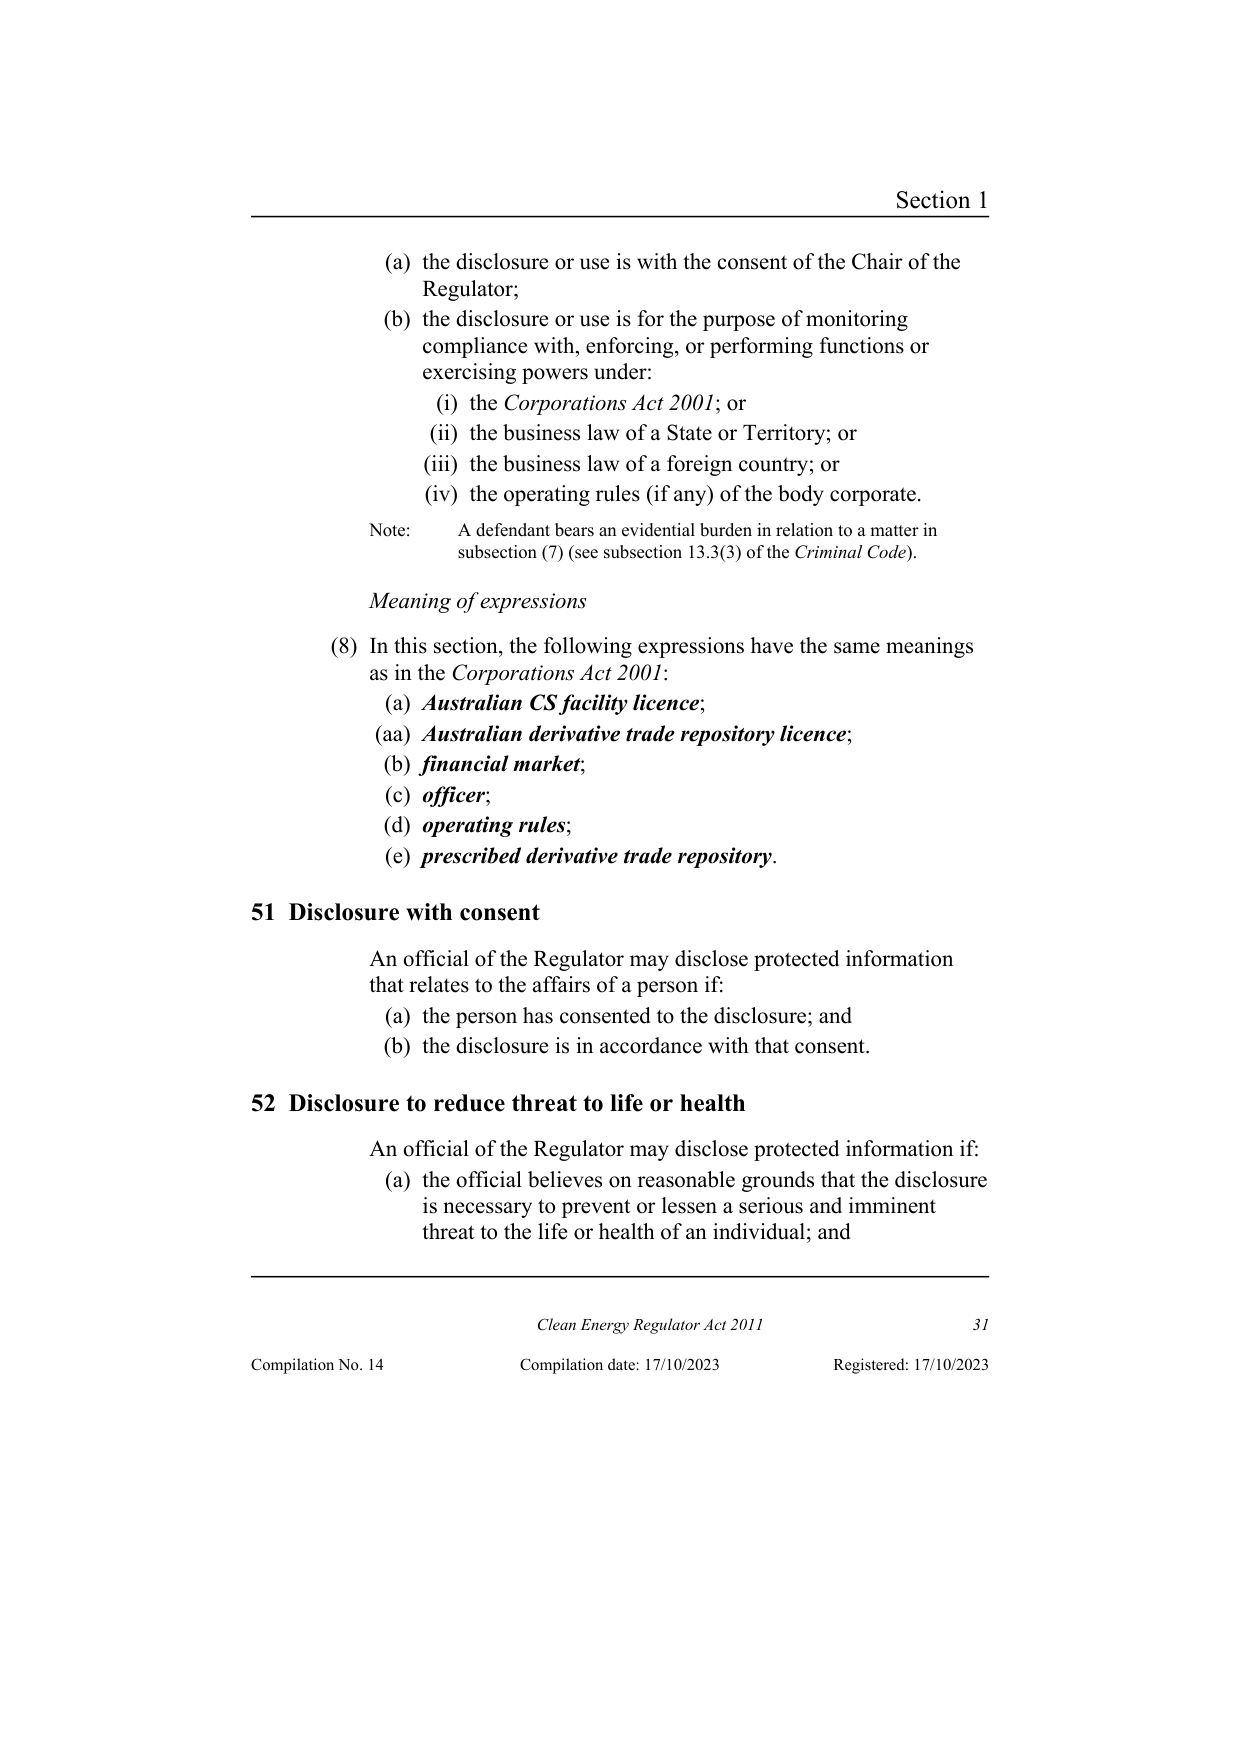 Section 1
(a) the disclosure or use is with the consent of the Chair of the
Regulator;
(b) the disclosure or use is for the purpose of monitoring
compliance with, enforcing, or performing functions or
exercising powers under:
(i) the Corporations Act 2001; or
(ii) the business law of a State or Territory; or
(iii) the business law of a foreign country; or
(iv) the operating rules (if any) of the body corporate.
Note: A defendant bears an evidential burden in relation to a matter in
subsection (7) (see subsection 13.3(3) of the Criminal Code).
Meaning of expressions
(8) In this section, the following expressions have the same meanings
as in the Corporations Act 2001:
(a) Australian CS facility licence;
(aa) Australian derivative trade repository licence;
(b) financial market;
(c) officer;
(d) operating rules;
(e) prescribed derivative trade repository.
51 Disclosure with consent
An official of the Regulator may disclose protected information
that relates to the affairs of a person if:
(a) the person has consented to the disclosure; and
(b) the disclosure is in accordance with that consent.
52 Disclosure to reduce threat to life or health
An official of the Regulator may disclose protected information if:
(a) the official believes on reasonable grounds that the disclosure
is necessary to prevent or lessen a serious and imminent
threat to the life or health of an individual; and
Clean Energy Regulator Act 2011 31
Compilation No. 14 Compilation date: 17/10/2023 Registered: 17/10/2023